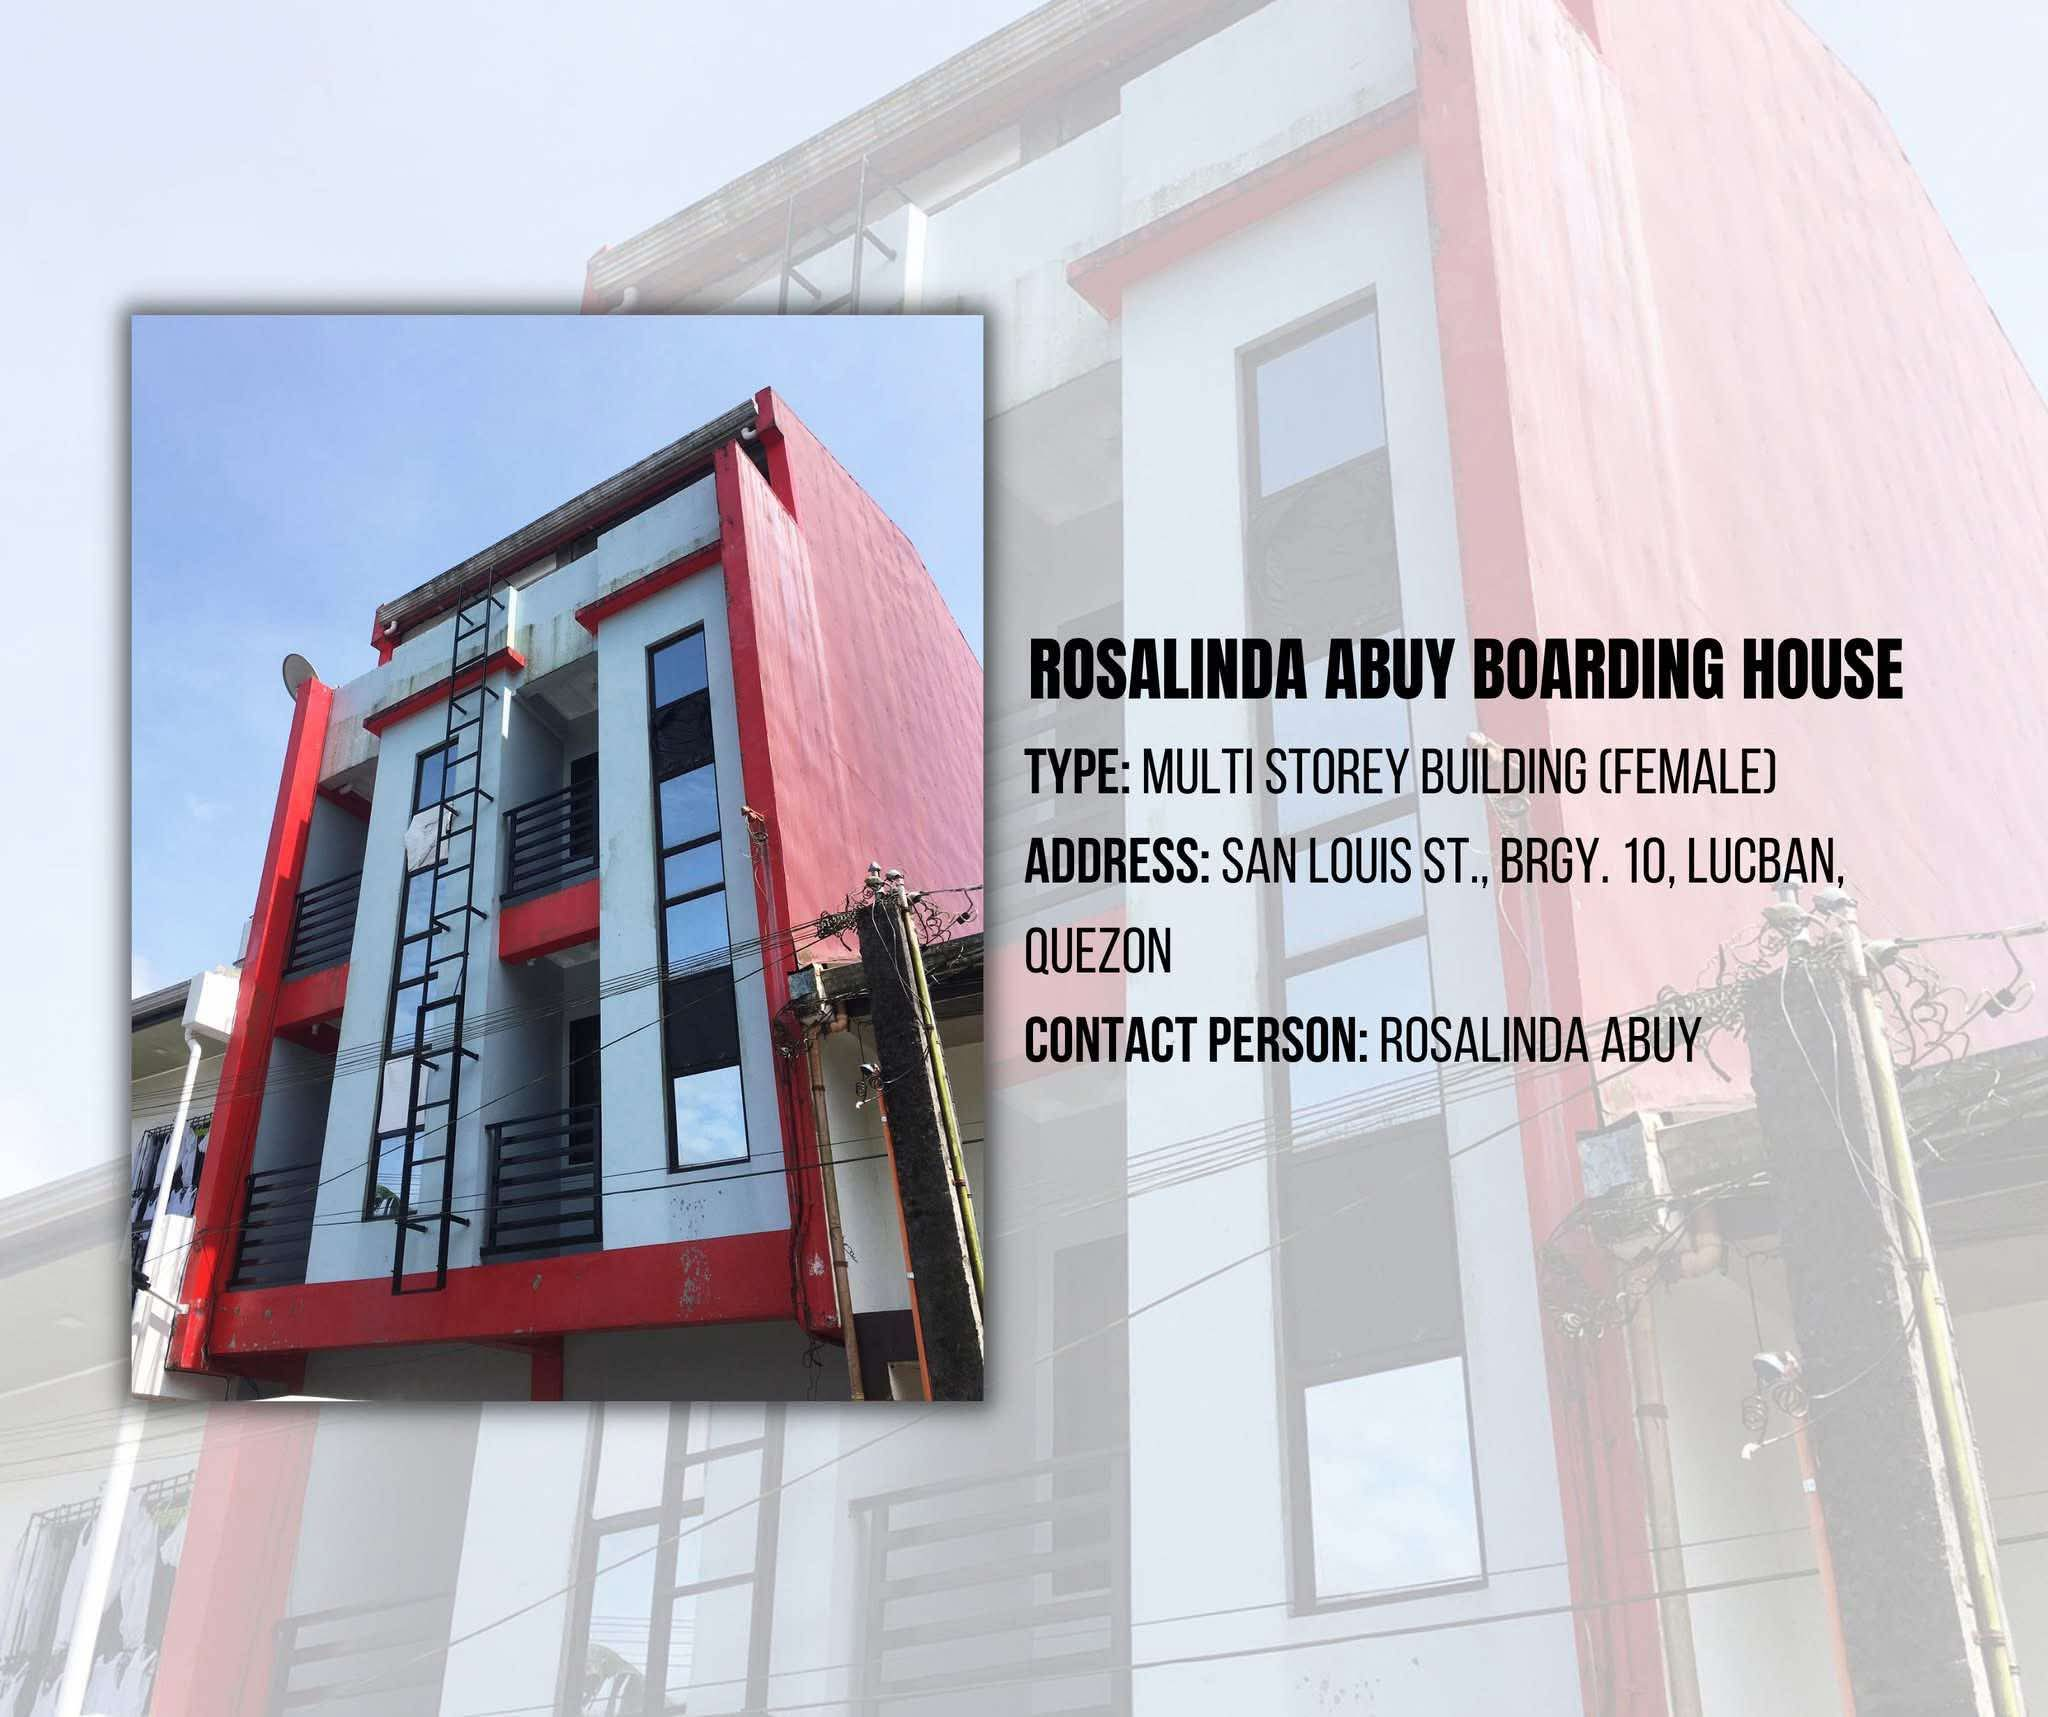 ROSALINDA ABUY BOARDING HOUSE
TYPE: MULTI STOREY BUILDING (FEMALE)
ADDRESS: SAN LOUIS ST., BRGY. 10, LUCBAN,
QUEZON
CONTACT PERSON: ROSALINDA ABUY